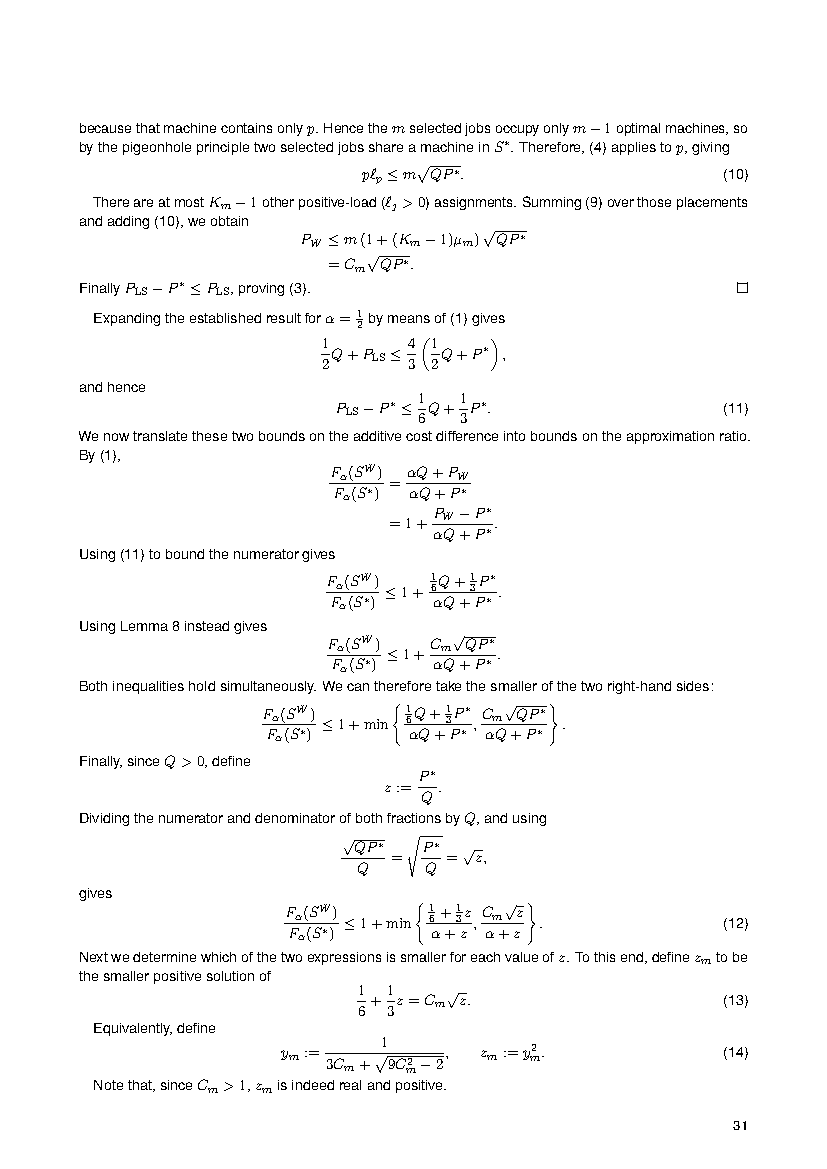 because that machine contains only p. Hence the m selected jobs occupy only m − 1 optimal machines, so
by the pigeonhole principle two selected jobs share a machine in S*. Therefore, (4) applies to p, giving
pℓ_p ≤ m√(QP*). (10)
There are at most K_m − 1 other positive-load (ℓ_j > 0) assignments. Summing (9) over those placements
and adding (10), we obtain
P_W ≤ m(1 + (K_m − 1)μ_m)√(QP*)
= C_m√(QP*).
Finally P_LS − P* ≤ P_LS, proving (3). □
Expanding the established result for α = 1/2 by means of (1) gives
1/2 Q + P_LS ≤ 4/3 (1/2 Q + P*),
and hence
P_LS − P* ≤ 1/6 Q + 1/3 P*. (11)
We now translate these two bounds on the additive cost difference into bounds on the approximation ratio.
By (1),
F_α(S^W)/F_α(S*) = (αQ + P_W)/(αQ + P*)
= 1 + (P_W − P*)/(αQ + P*).
Using (11) to bound the numerator gives
F_α(S^W)/F_α(S*) ≤ 1 + (1/6 Q + 1/3 P*)/(αQ + P*).
Using Lemma 8 instead gives
F_α(S^W)/F_α(S*) ≤ 1 + C_m√(QP*)/(αQ + P*).
Both inequalities hold simultaneously. We can therefore take the smaller of the two right-hand sides:
F_α(S^W)/F_α(S*) ≤ 1 + min{(1/6 Q + 1/3 P*)/(αQ + P*), C_m√(QP*)/(αQ + P*)}.
Finally, since Q > 0, define
z := P*/Q.
Dividing the numerator and denominator of both fractions by Q, and using
√(QP*)/Q = √(P*/Q) = √z,
gives
F_α(S^W)/F_α(S*) ≤ 1 + min{(1/6 + 1/3 z)/(α + z), C_m√z/(α + z)}. (12)
Next we determine which of the two expressions is smaller for each value of z. To this end, define z_m to be
the smaller positive solution of
1/6 + 1/3 z = C_m√z. (13)
Equivalently, define
y_m := 1/(3C_m + √(9C_m² − 2)), z_m := y_m². (14)
Note that, since C_m > 1, z_m is indeed real and positive.
31